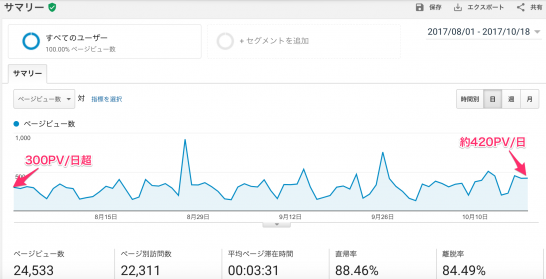 サマリー
保存
エクスポート
共有
すべてのユーザー
100.00% ページビュー数
+ セグメントを追加
2017/08/01 - 2017/10/18
サマリー
ページビュー数 対 指標を選択
時間別 日 週 月
ページビュー数
1,000
500
300PV/日超
約420PV/日
8月15日
8月29日
9月12日
9月26日
10月10日
ページビュー数
24,533
ページ別訪問数
22,311
平均ページ滞在時間
00:03:31
直帰率
88.46%
離脱率
84.49%